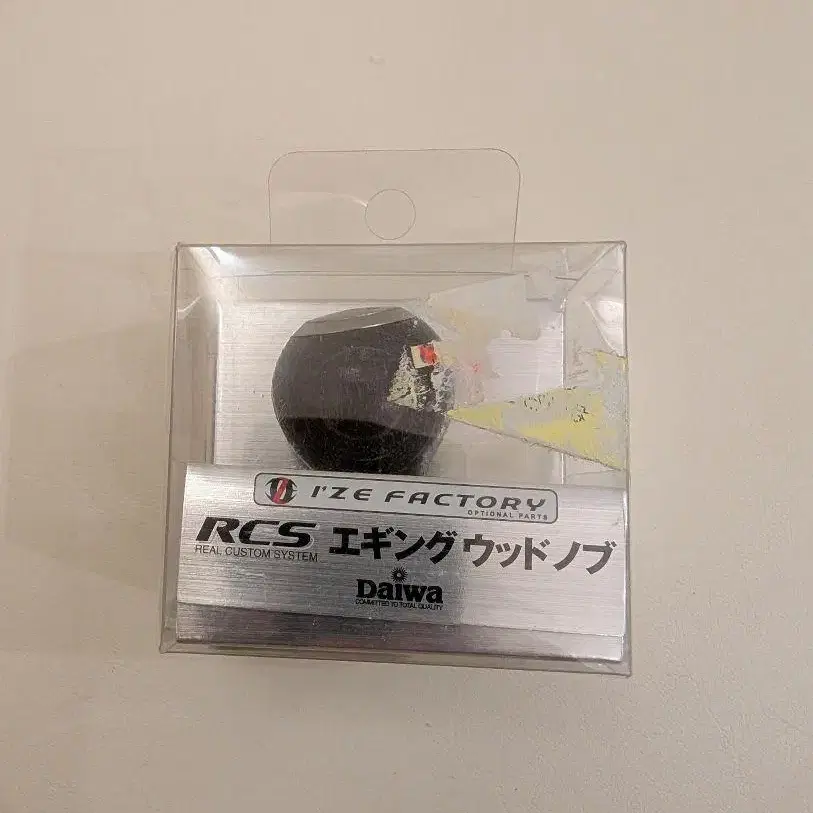 I'ZE FACTORY
OPTIONAL PARTS
RCS エギング ウッド ノブ
REAL CUSTOM SYSTEM
Daiwa
COMMITTED TO TOTAL QUALITY